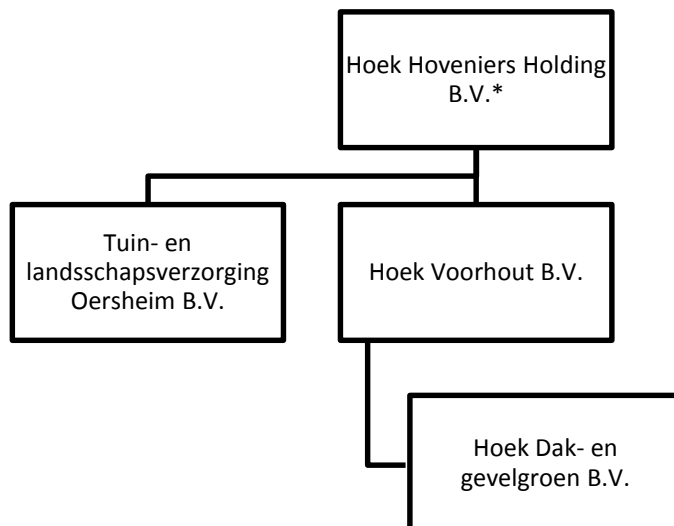 Hoek Hoveniers Holding
B.V.*
Tuin- en
landsschapsverzorging
Oersheim B.V.
Hoek Voorhout B.V.
Hoek Dak- en
gevelgroen B.V.